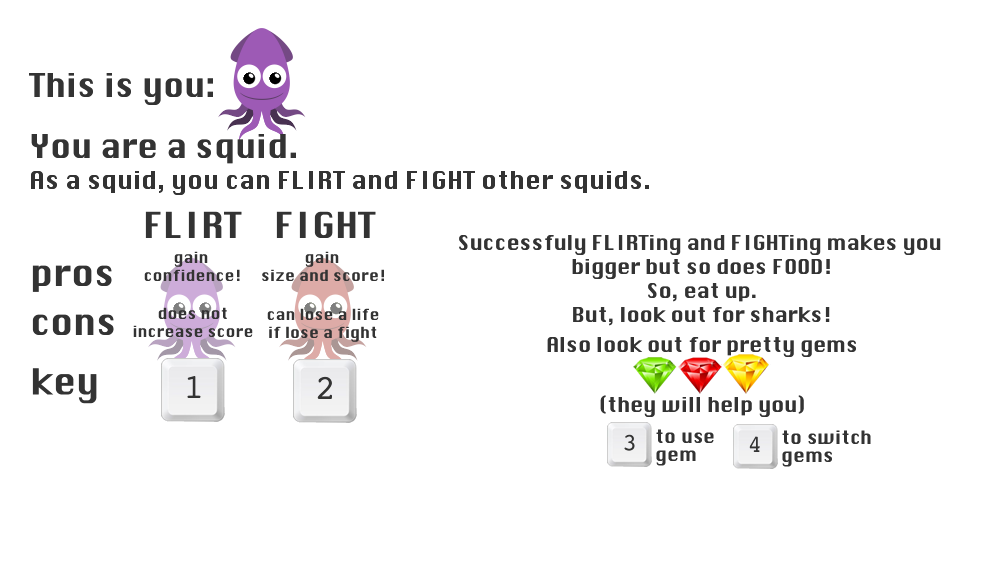 This is you:
You are a squid.
As a squid, you can FLIRT and FIGHT other squids.
FLIRT FIGHT
pros
gain
confidence!
gain
size and score!
cons
does not
increase score
can lose a life
if lose a fight
key
1
2
Successfuly FLIRTing and FIGHTing makes you
bigger but so does FOOD!
So, eat up.
But, look out for sharks!
Also look out for pretty gems
(they will help you)
3
to use
gem
4
to switch
gems